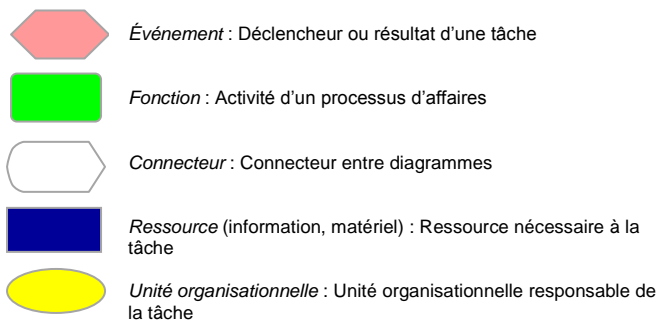 Événement : Déclencheur ou résultat d'une tâche
Fonction : Activité d'un processus d'affaires
Connecteur : Connecteur entre diagrammes
Ressource (information, matériel) : Ressource nécessaire à la
tâche
Unité organisationnelle : Unité organisationnelle responsable de
la tâche